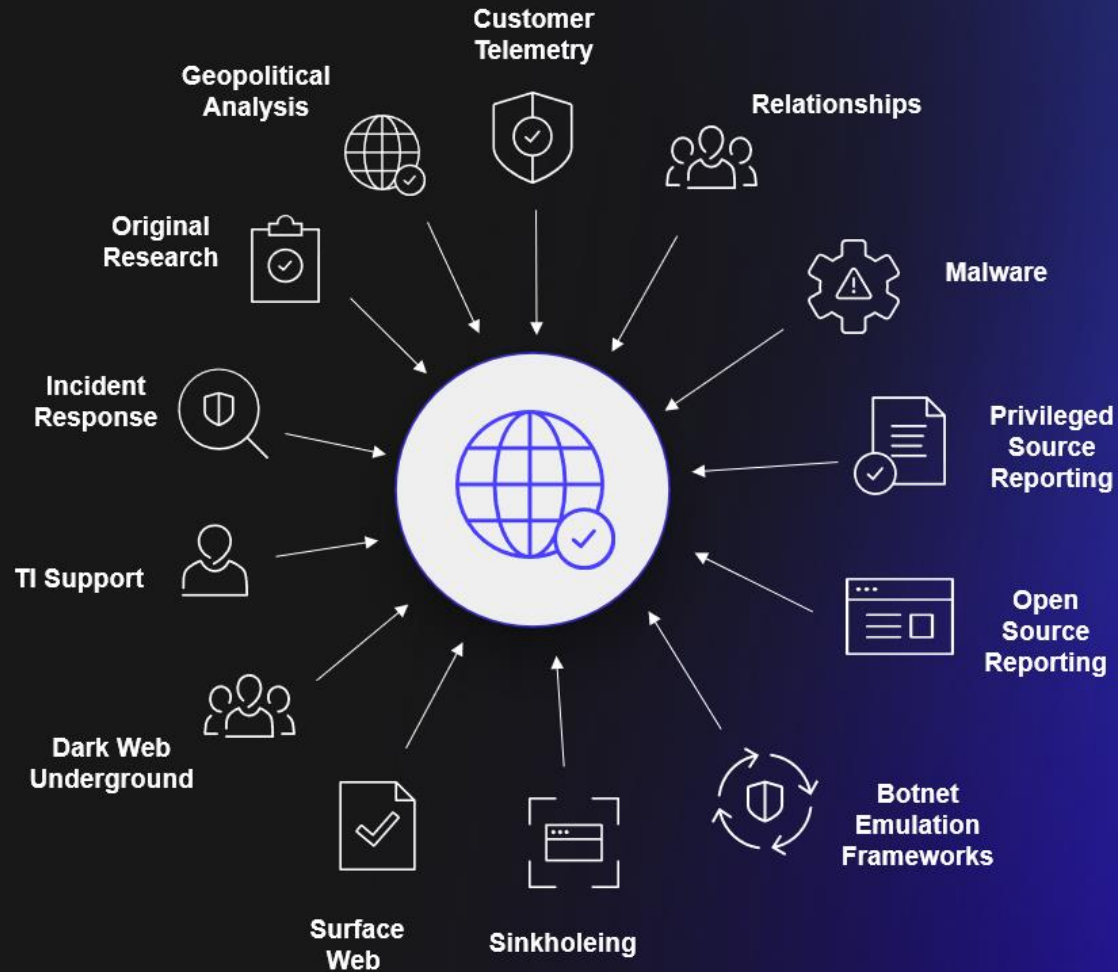 Customer
Telemetry
Geopolitical
Analysis
Relationships
Original
Research
Malware
Incident
Response
Privileged
Source
Reporting
TI Support
Open
Source
Reporting
Dark Web
Underground
Botnet
Emulation
Frameworks
Surface
Web
Sinkholeing